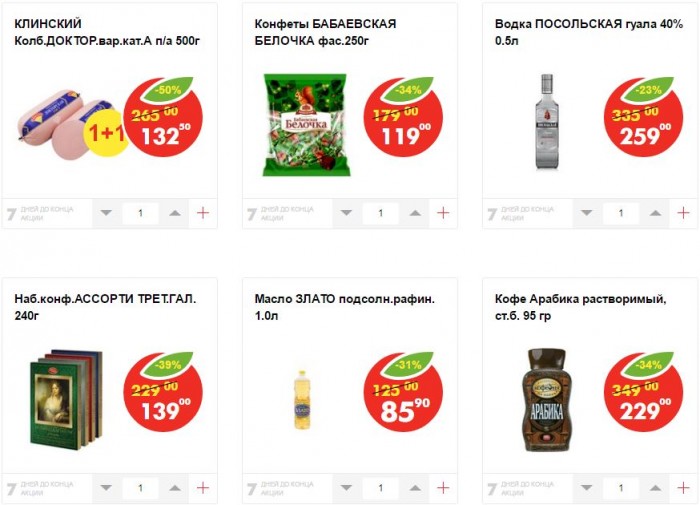 КЛИНСКИЙ
Колб.ДОКТОР.вар.кат.А п/а 500г
-50%
265 00
1+1
132 50
7 ДНЕЙ ДО КОНЦА
АКЦИИ
1
Конфеты БАБАЕВСКАЯ
БЕЛОЧКА фас.250г
-34%
179 00
Бабаевская
Белочка
119 00
7 ДНЕЙ ДО КОНЦА
АКЦИИ
1
Водка ПОСОЛЬСКАЯ гуала 40%
0.5л
-23%
335 00
259 00
7 ДНЕЙ ДО КОНЦА
АКЦИИ
1
Наб.конф.АССОРТИ ТРЕТ.ГАЛ.
240г
-39%
229 00
139 00
7 ДНЕЙ ДО КОНЦА
АКЦИИ
1
Масло ЗЛАТО подсолн.рафин.
1.0л
-31%
125 00
85 90
7 ДНЕЙ ДО КОНЦА
АКЦИИ
1
Кофе Арабика растворимый,
ст.б. 95 гр
-34%
349 00
АРАБИКА
229 00
7 ДНЕЙ ДО КОНЦА
АКЦИИ
1